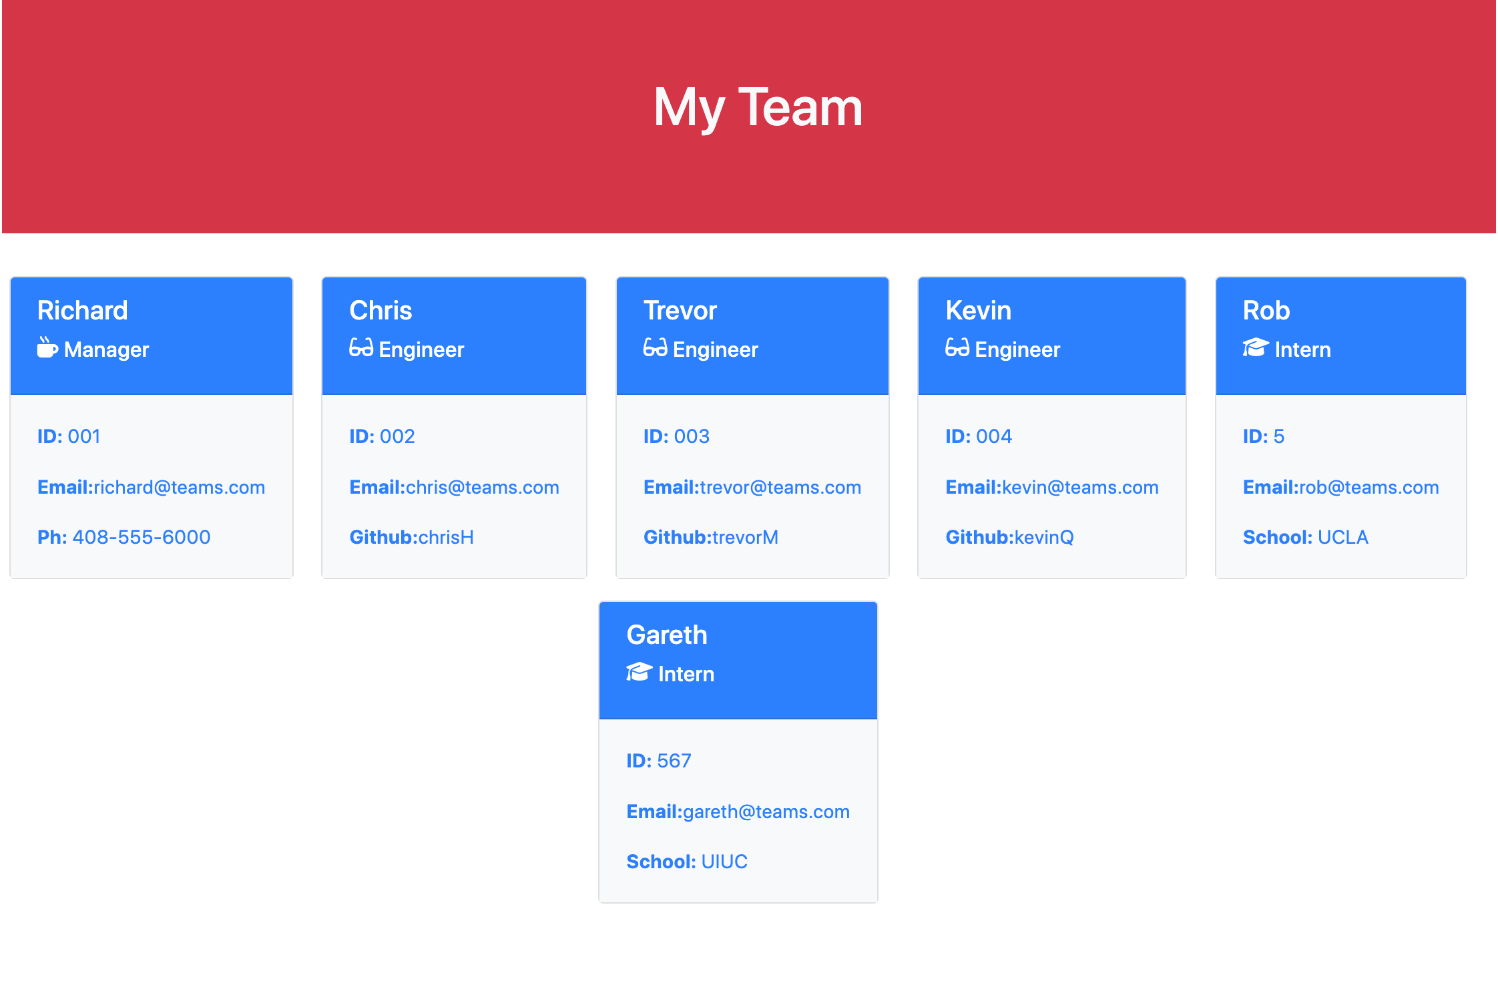 My Team
Richard
Manager
ID: 001
Email:richard@teams.com
Ph: 408-555-6000
Chris
Engineer
ID: 002
Email:chris@teams.com
Github:chrisH
Trevor
Engineer
ID: 003
Email:trevor@teams.com
Github:trevorM
Kevin
Engineer
ID: 004
Email:kevin@teams.com
Github:kevinQ
Rob
Intern
ID: 5
Email:rob@teams.com
School: UCLA
Gareth
Intern
ID: 567
Email:gareth@teams.com
School: UIUC